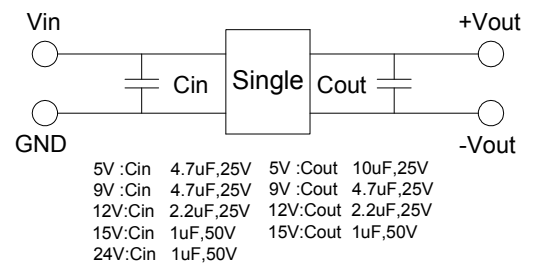 Vin +Vout
Cin Single Cout
GND -Vout
5V :Cin 4.7uF,25V 5V :Cout 10uF,25V
9V :Cin 4.7uF,25V 9V :Cout 4.7uF,25V
12V:Cin 2.2uF,25V 12V:Cout 2.2uF,25V
15V:Cin 1uF,50V 15V:Cout 1uF,50V
24V:Cin 1uF,50V